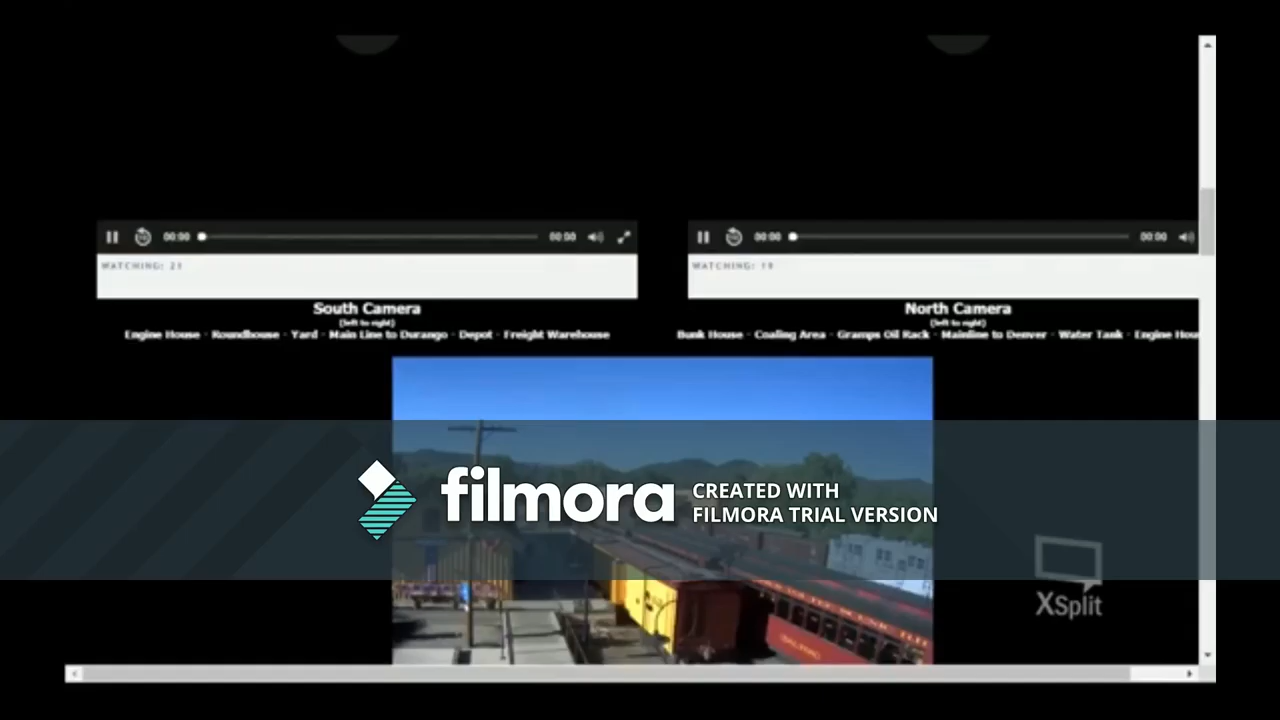 00:00
00:00
00:00
00:00
WATCHING: 21
WATCHING: 19
South Camera
(left to right)
Engine House - Roundhouse - Yard - Main Line to Durango - Depot - Freight Warehouse
North Camera
(left to right)
Bunk House - Coaling Area - Gramps Oil Rack - Mainline to Denver - Water Tank - Engine Hou
filmora
CREATED WITH
FILMORA TRIAL VERSION
XSplit